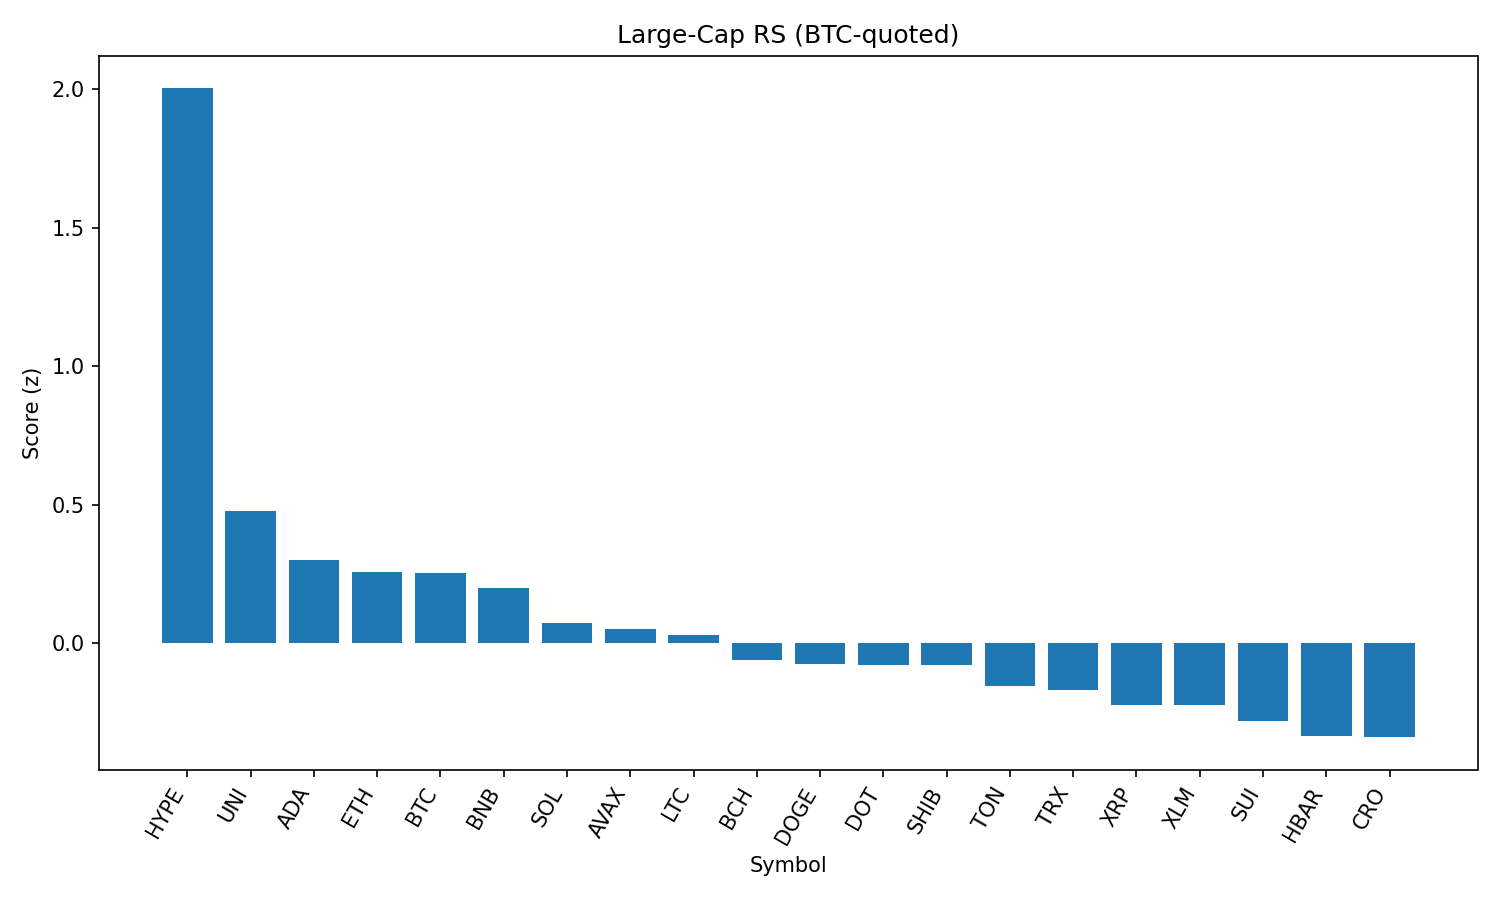 Large-Cap RS (BTC-quoted)
Score (z)
2.0
1.5
1.0
0.5
0.0
HYPE
UNI
ADA
ETH
BTC
BNB
SOL
AVAX
LTC
BCH
DOGE
DOT
SHIB
TON
TRX
XRP
XLM
SUI
HBAR
CRO
Symbol